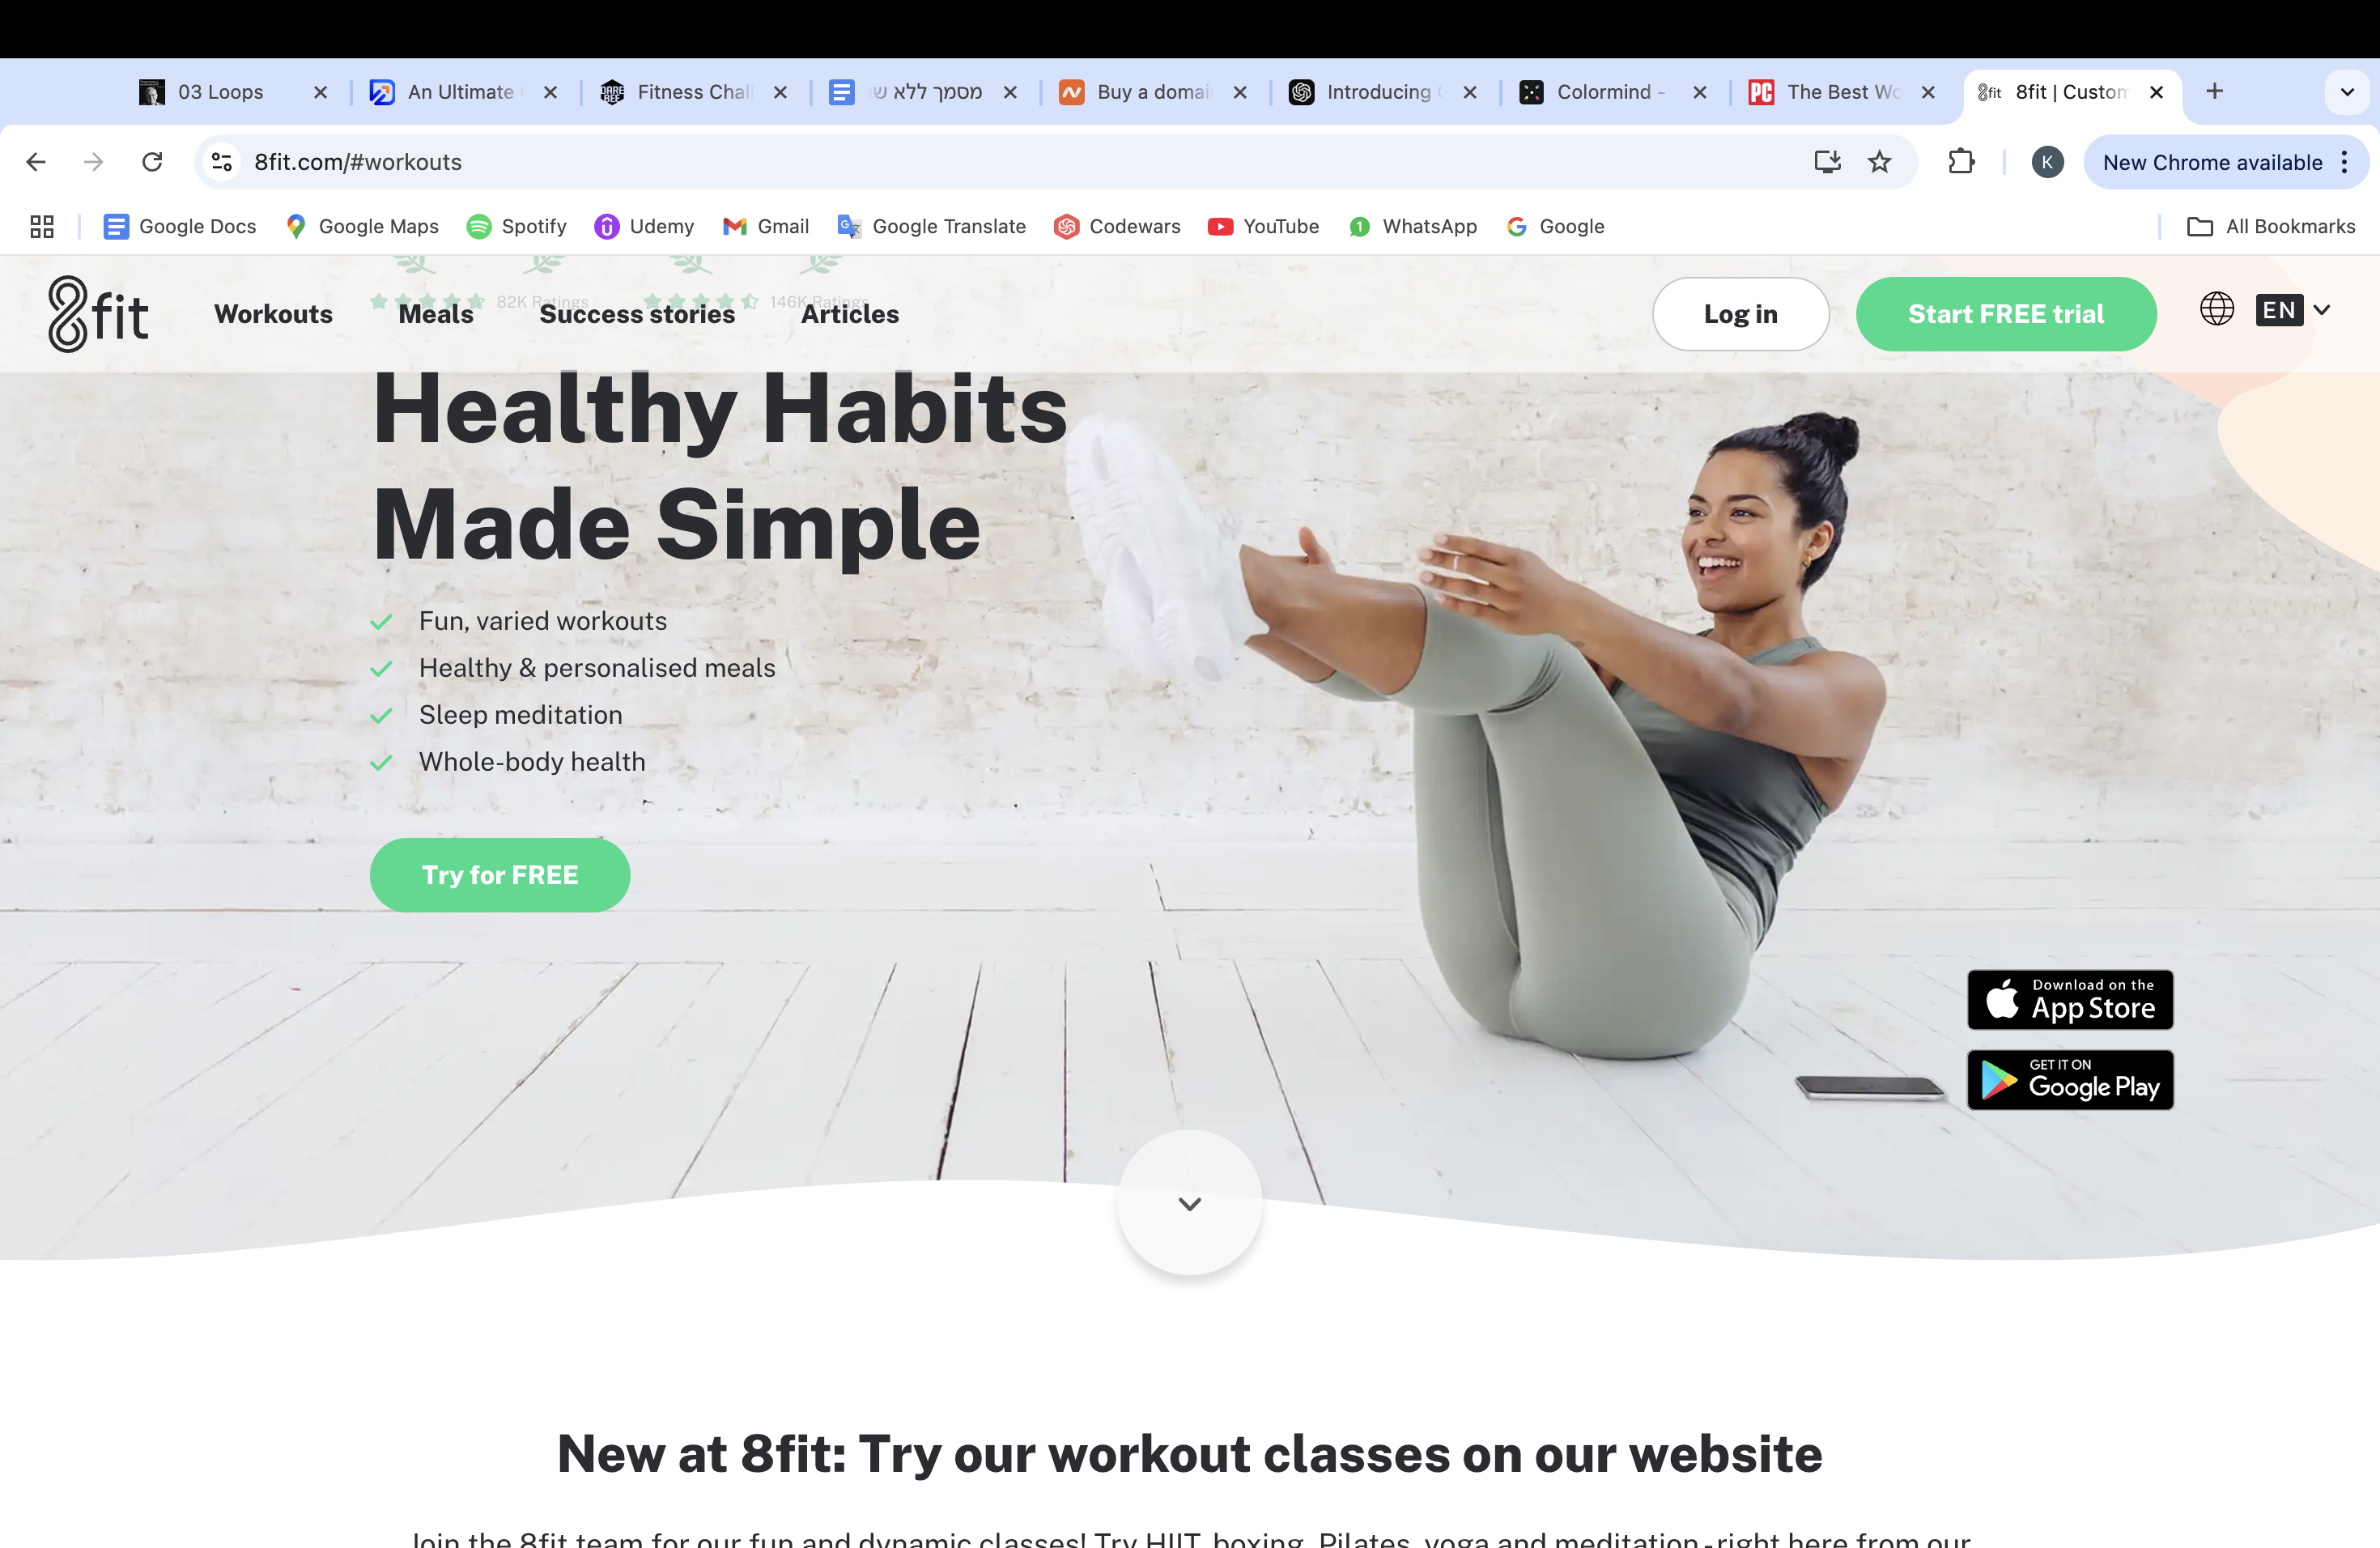 03 Loops
An Ultimate
Fitness Chal
מסמך ללא
Buy a domai
Introducing
Colormind -
The Best Wo
8fit | Custom
8fit.com/#workouts
K
New Chrome available
Google Docs
Google Maps
Spotify
Udemy
Gmail
Google Translate
Codewars
YouTube
WhatsApp
Google
All Bookmarks
8fit
Workouts
Meals
Success stories
Articles
82K Ratings
146K Ratings
Log in
Start FREE trial
EN
Healthy Habits
Made Simple
Fun, varied workouts
Healthy & personalised meals
Sleep meditation
Whole-body health
Try for FREE
Download on the
App Store
GET IT ON
Google Play
New at 8fit: Try our workout classes on our website
Join the 8fit team for our fun and dynamic classes! Try HIIT, boxing, Pilates, yoga and meditation - right here from our